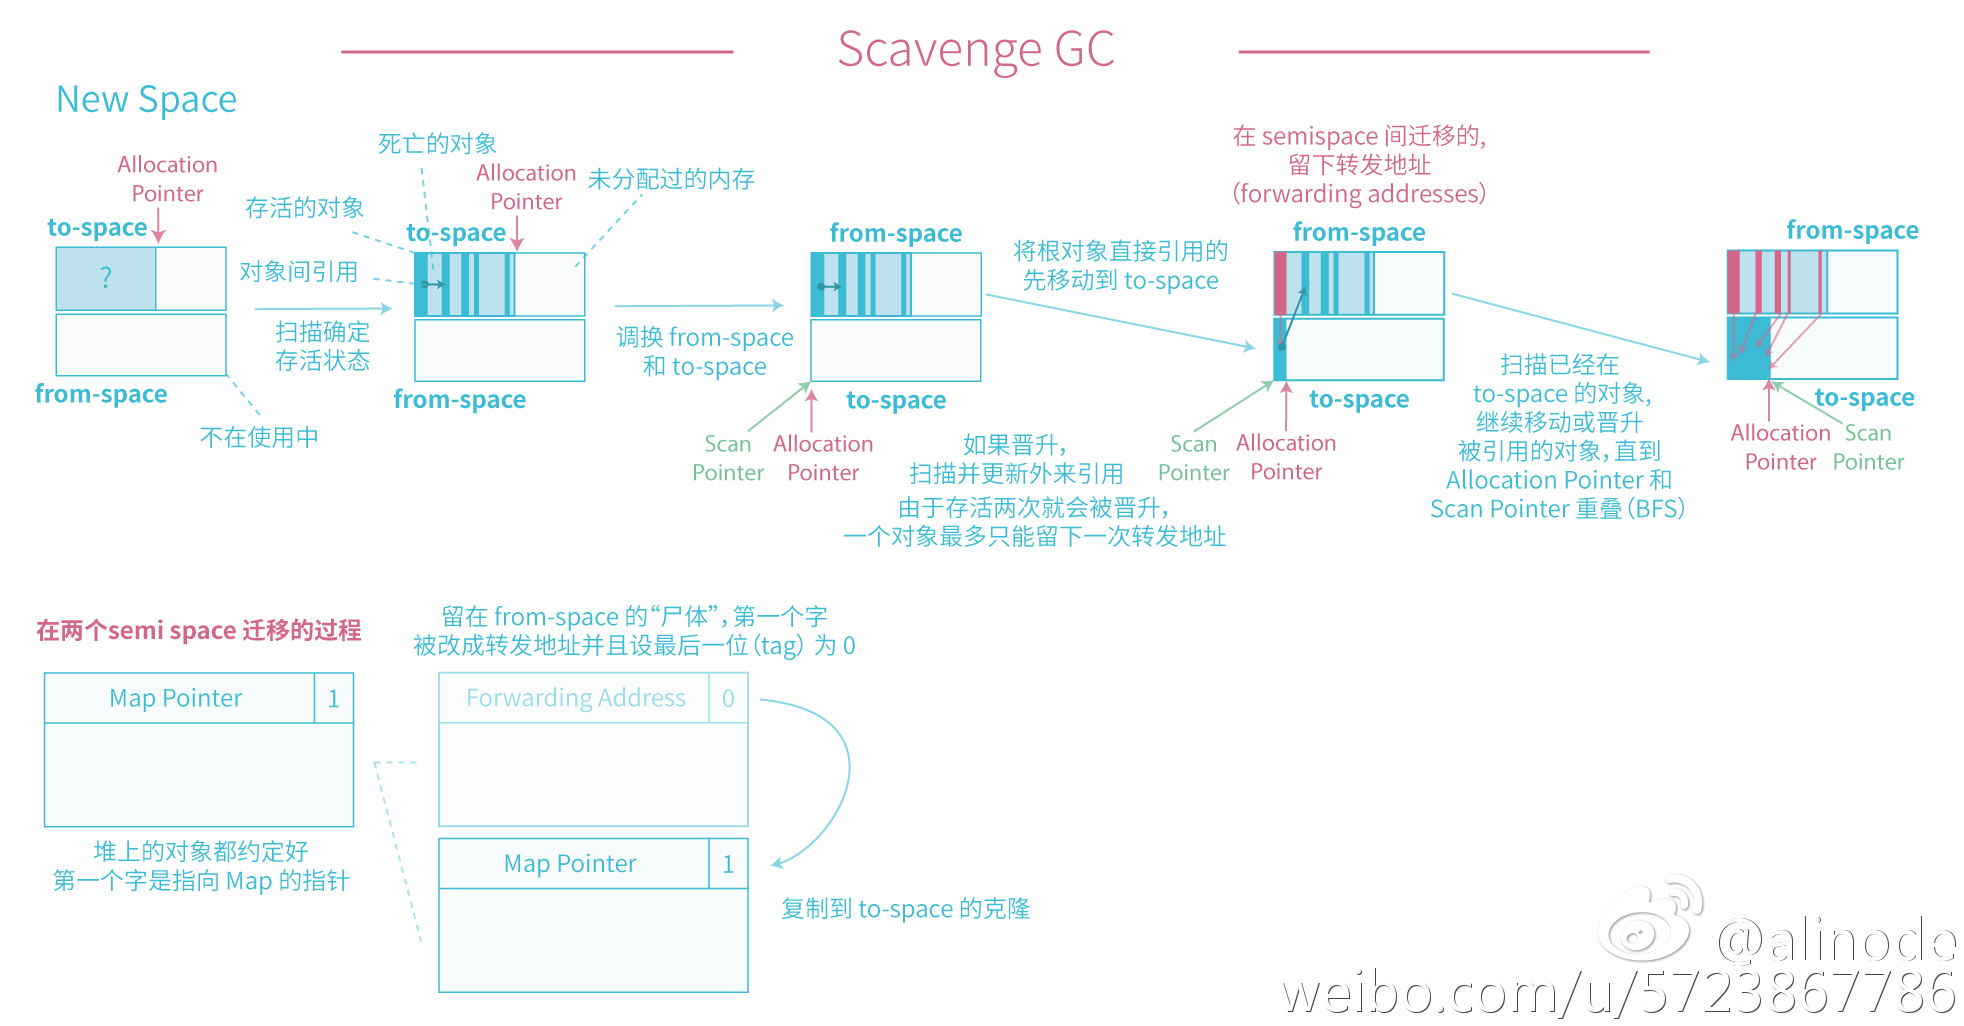 Scavenge GC
New Space
Allocation
Pointer
to-space
?
from-space
不在使用中
扫描确定
存活状态
死亡的对象
存活的对象
对象间引用
Allocation
Pointer
未分配过的内存
to-space
from-space
调换 from-space
和 to-space
from-space
to-space
Scan
Pointer
Allocation
Pointer
将根对象直接引用的
先移动到 to-space
如果晋升，
扫描并更新外来引用
由于存活两次就会被晋升，
一个对象最多只能留下一次转发地址
在 semispace 间迁移的，
留下转发地址
（forwarding addresses）
from-space
to-space
Scan
Pointer
Allocation
Pointer
扫描已经在
to-space 的对象，
继续移动或晋升
被引用的对象，直到
Allocation Pointer 和
Scan Pointer 重叠（BFS）
from-space
to-space
Allocation
Pointer
Scan
Pointer
在两个semi space 迁移的过程
Map Pointer
1
堆上的对象都约定好
第一个字是指向 Map 的指针
留在 from-space 的“尸体”，第一个字
被改成转发地址并且设最后一位（tag） 为 0
Forwarding Address
0
Map Pointer
1
复制到 to-space 的克隆
@alinode
weibo.com/u/5723867786